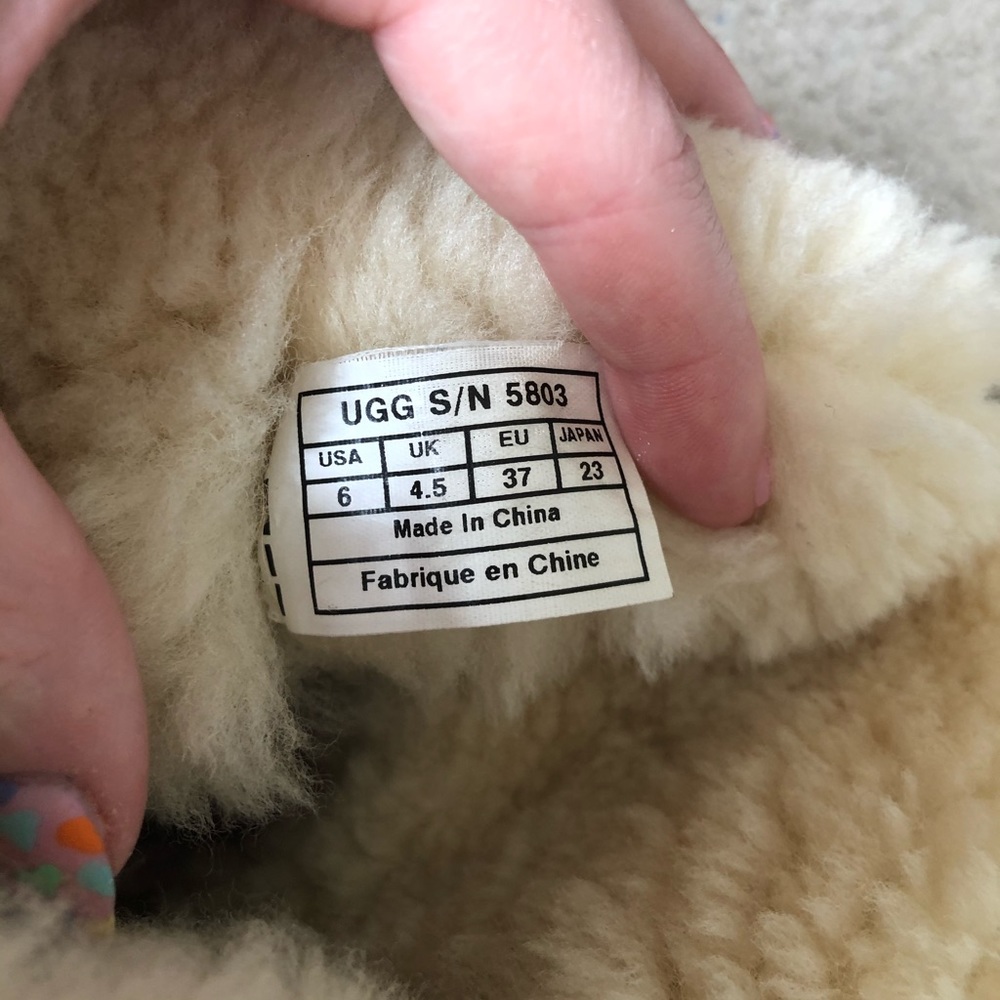 UGG S/N 5803
USA UK EU JAPAN
6 4.5 37 23
Made In China
Fabrique en Chine